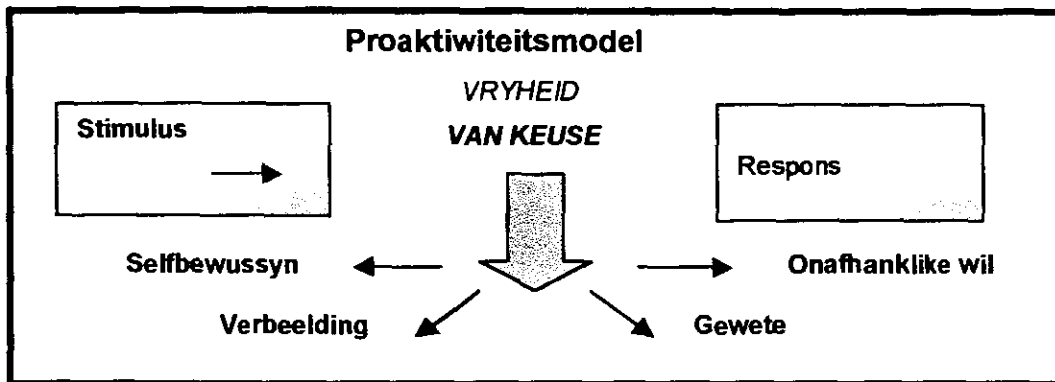 Proaktiwiteitsmodel
VRYHEID
VAN KEUSE
Stimulus
Respons
Selfbewussyn
Onafhanklike wil
Verbeelding
Gewete